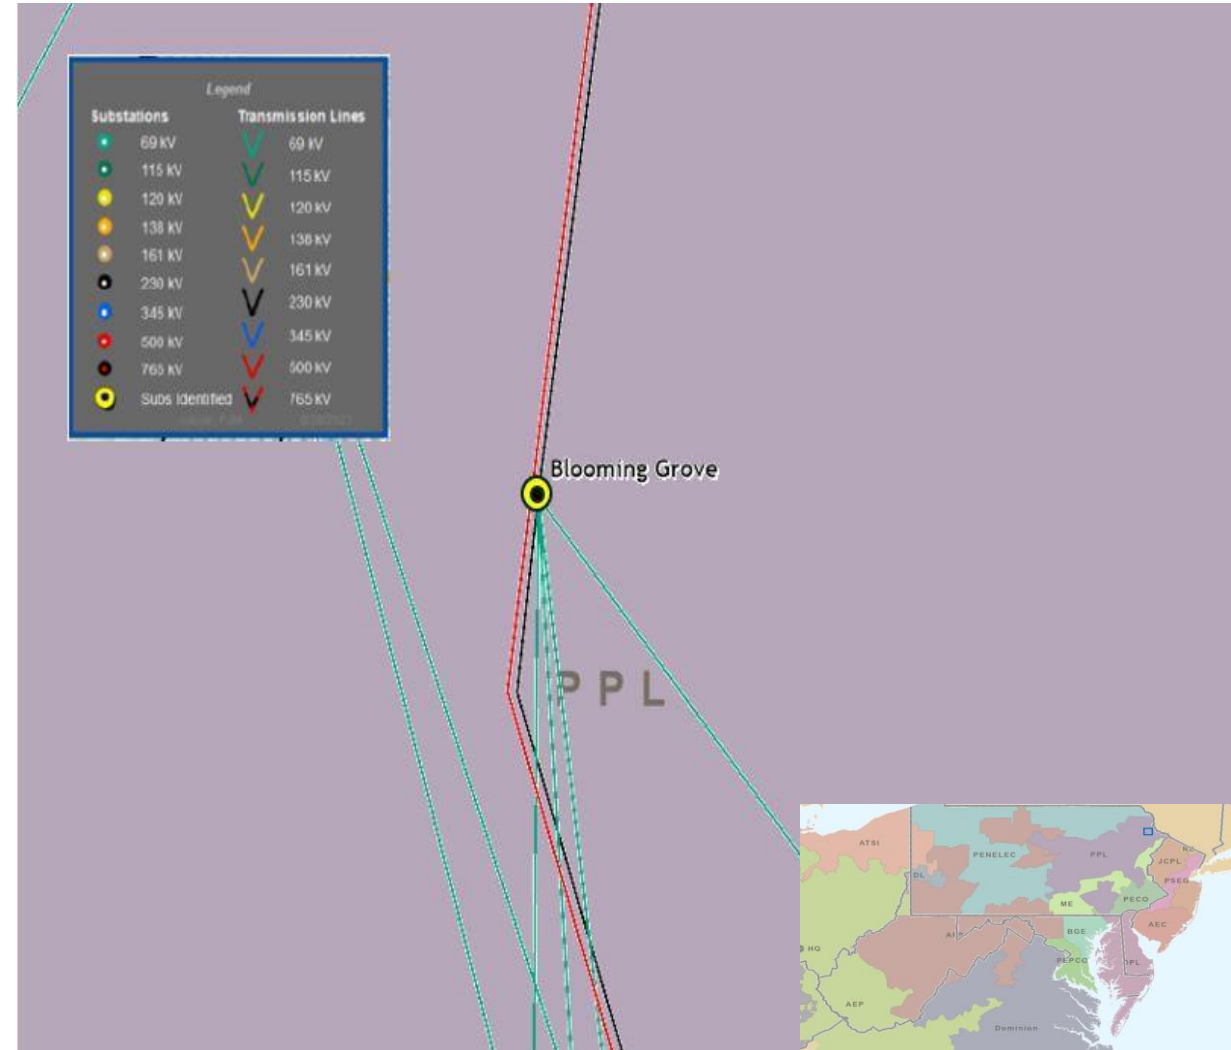 Legend
Substations
Transmission Lines
69 kV
69 kV
115 kV
115 kV
120 kV
120 kV
138 kV
138 kV
161 kV
161 kV
230 kV
230 kV
345 kV
345 kV
500 kV
500 kV
765 kV
Subs Identified
765 kV
Blooming Grove
PPL
ATSI
PENELEC
PPL
JCPL
DL
PSEG
ME
PECO
AEC
BGE
PEPCO
DPL
HQ
AEP
Dominion